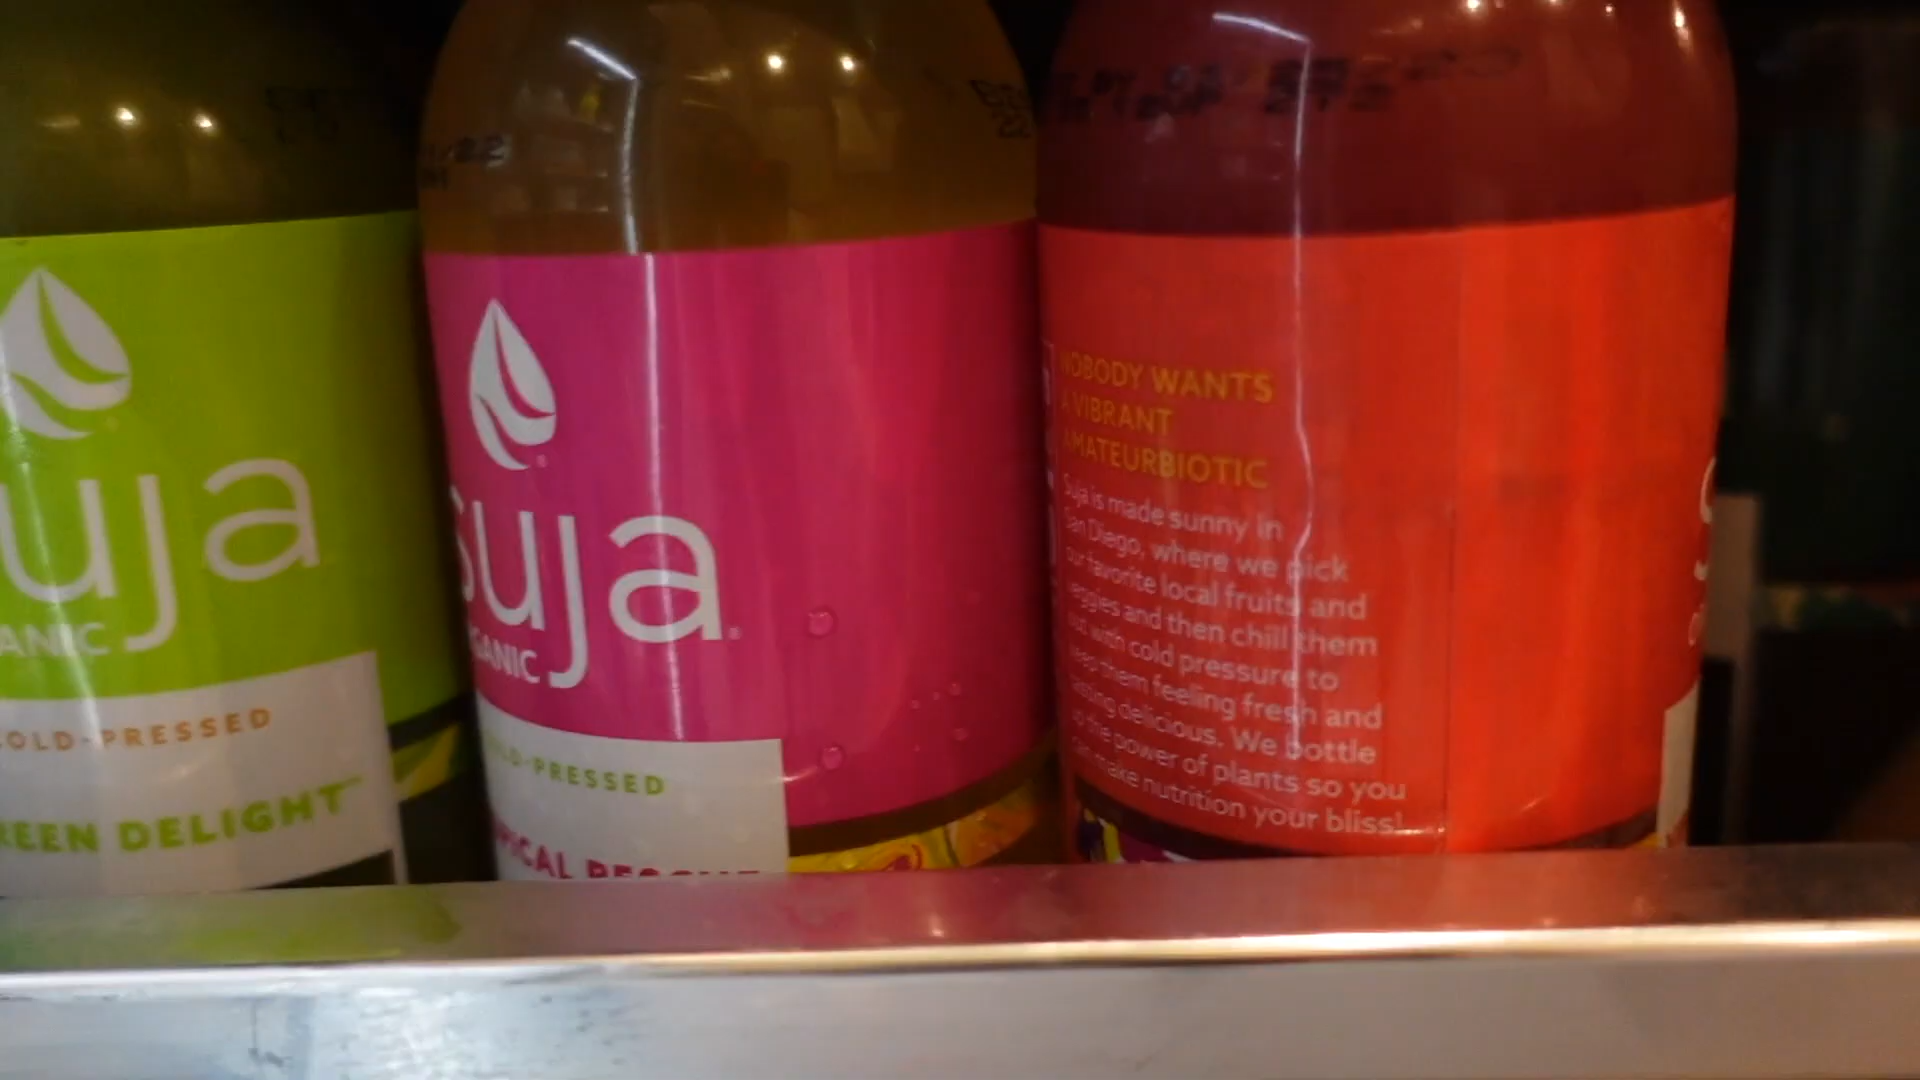 uja
ANIC
OLD-PRESSED
REEN DELIGHT
suja
GANIC
OLD-PRESSED
PICAL RESCUE
NOBODY WANTS
A VIBRANT
AMATEURBIOTIC
Suja is made sunny in
San Diego, where we pick
our favorite local fruits and
veggies and then chill them
out with cold pressure to
keep them feeling fresh and
tasting delicious. We bottle
up the power of plants so you
can make nutrition your bliss!